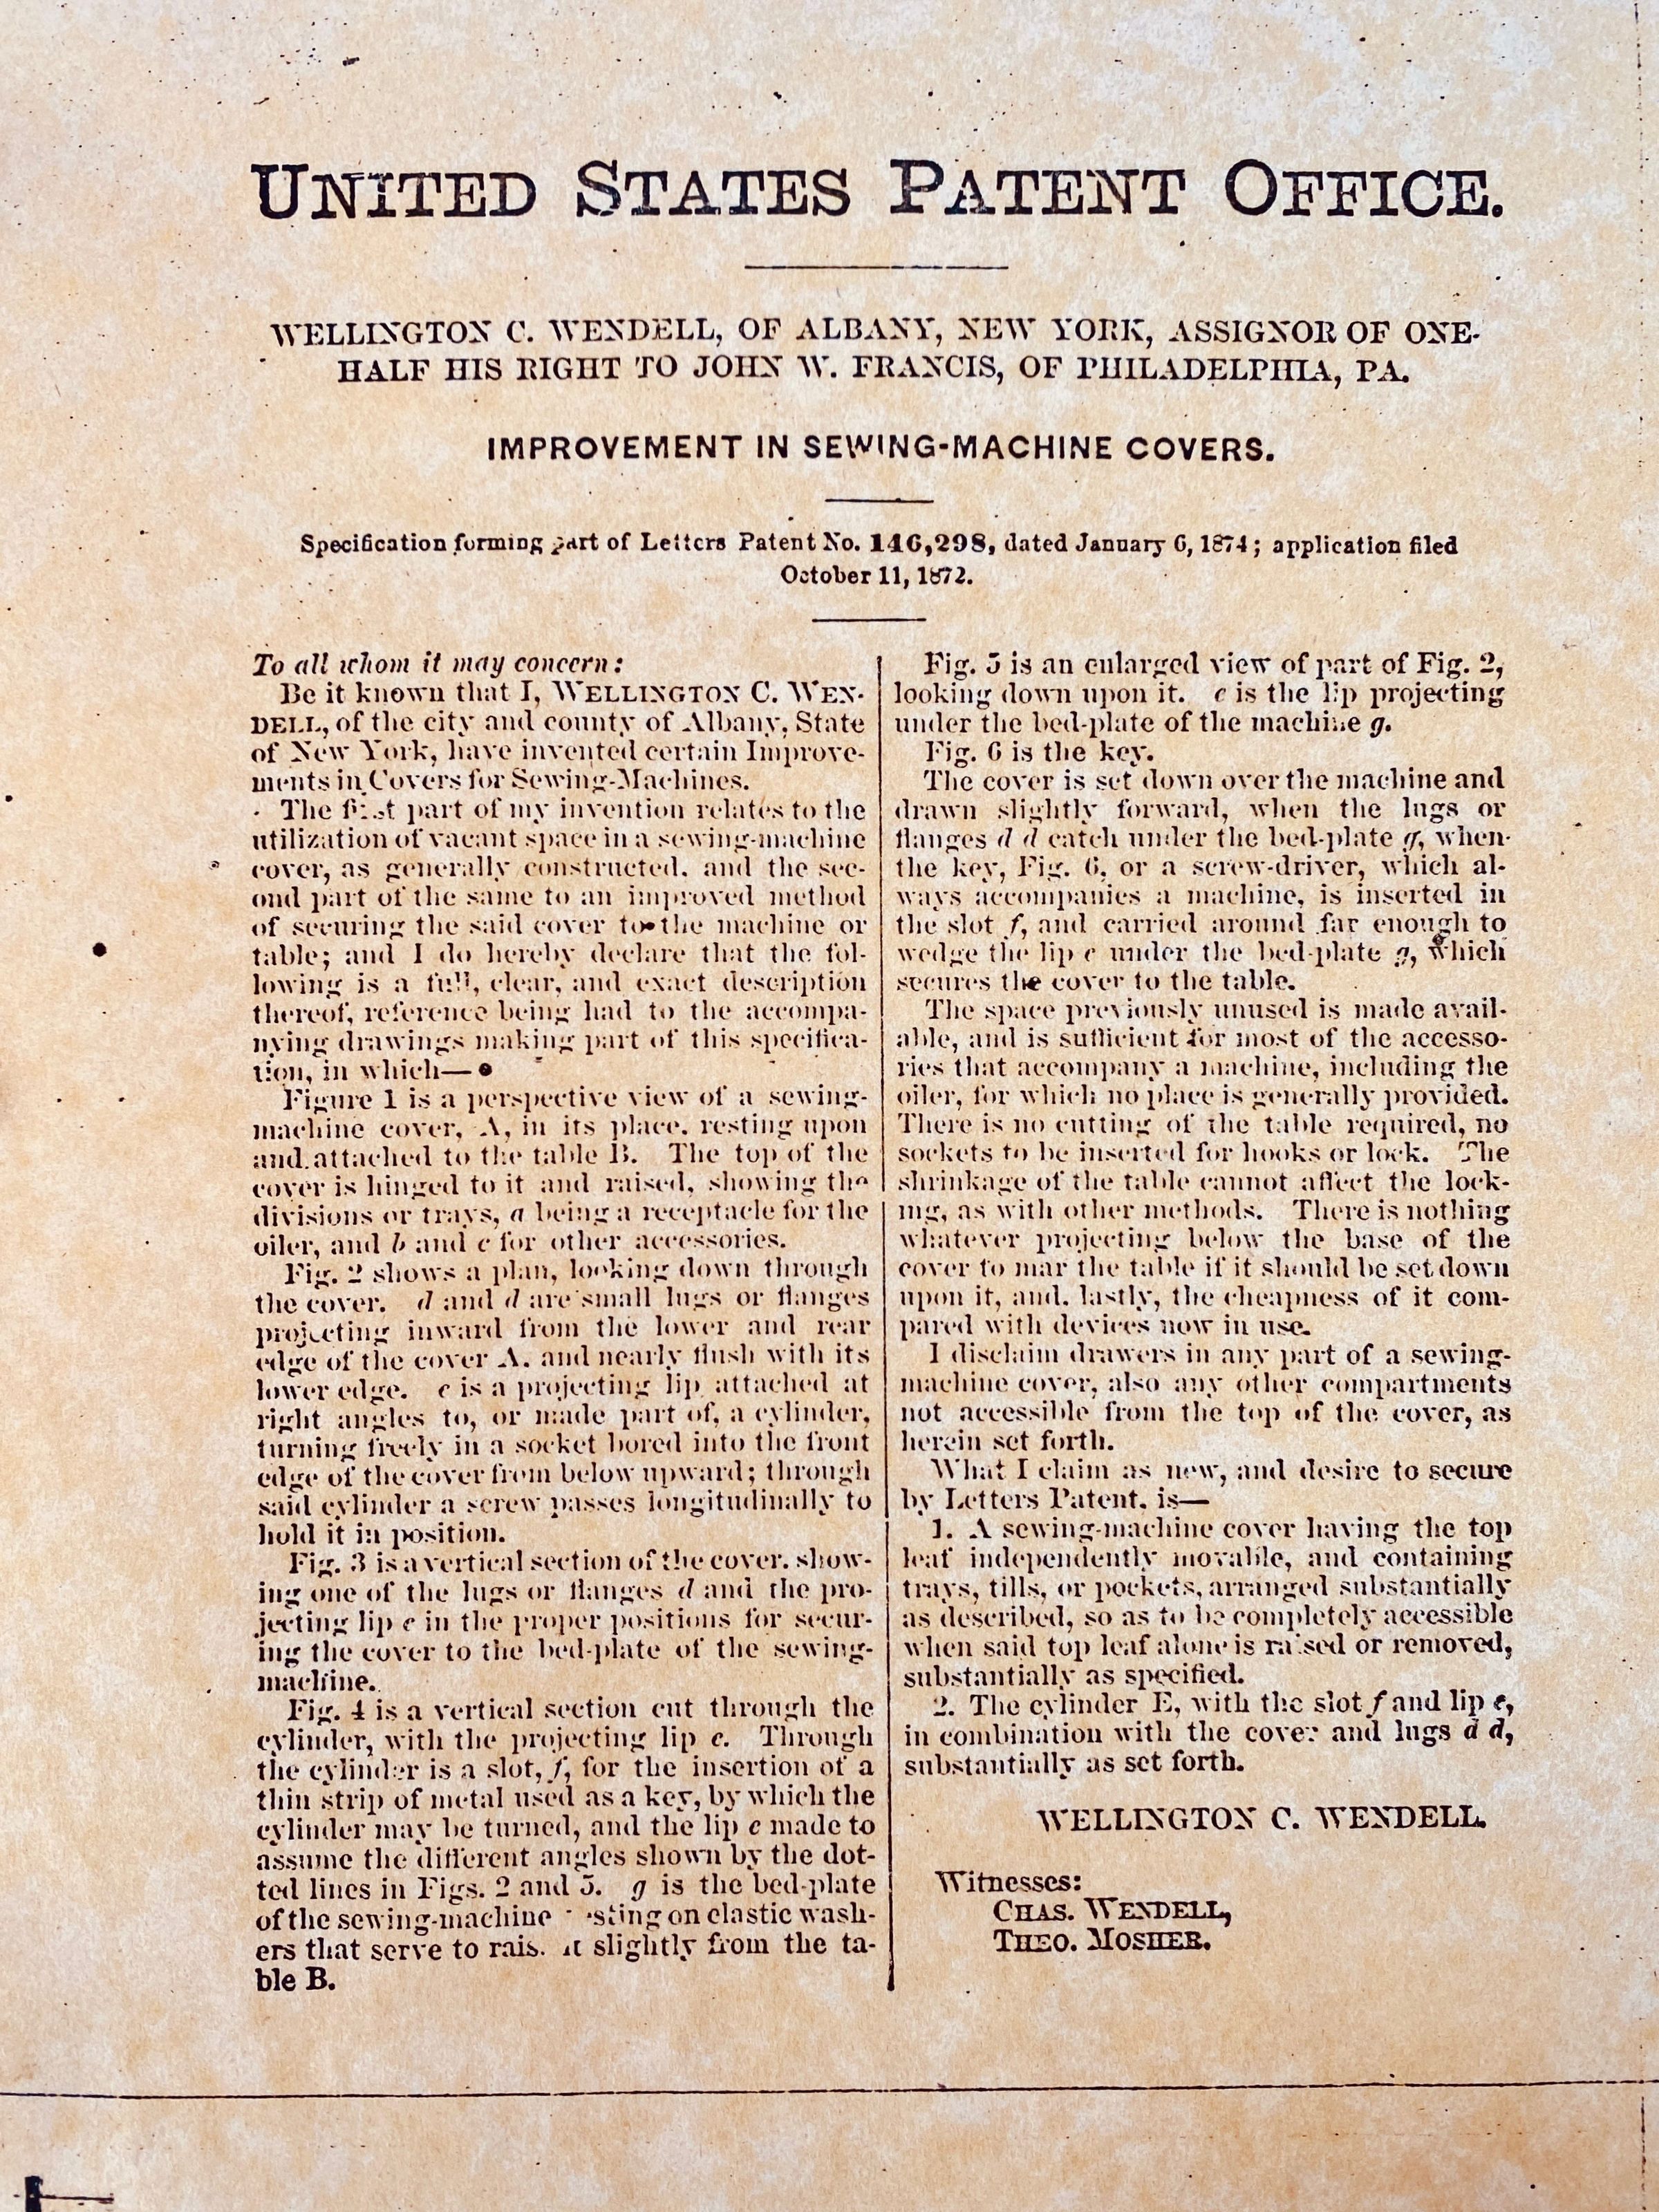 UNITED STATES PATENT OFFICE.
WELLINGTON C. WENDELL, OF ALBANY, NEW YORK, ASSIGNOR OF ONE-
HALF HIS RIGHT TO JOHN W. FRANCIS, OF PHILADELPHIA, PA.
IMPROVEMENT IN SEWING-MACHINE COVERS.
Specification forming part of Letters Patent No. 146,298, dated January 6, 1874; application filed
October 11, 1872.
To all whom it may concern:
Be it known that I, WELLINGTON C. WEN-
DELL, of the city and county of Albany, State
of New York, have invented certain Improve-
ments in Covers for Sewing-Machines.
The first part of my invention relates to the
utilization of vacant space in a sewing-machine
cover, as generally constructed, and the sec-
ond part of the same to an improved method
of securing the said cover to the machine or
table; and I do hereby declare that the fol-
lowing is a full, clear, and exact description
thereof, reference being had to the accompa-
nying drawings making part of this specifica-
tion, in which—
Figure 1 is a perspective view of a sewing-
machine cover, A, in its place, resting upon
and attached to the table B. The top of the
cover is hinged to it and raised, showing the
divisions or trays, a being a receptacle for the
oiler, and b and c for other accessories.
Fig. 2 shows a plan, looking down through
the cover. d and d are small lugs or flanges
projecting inward from the lower and rear
edge of the cover A, and nearly flush with its
lower edge. e is a projecting lip attached at
right angles to, or made part of, a cylinder,
turning freely in a socket bored into the front
edge of the cover from below upward; through
said cylinder a screw passes longitudinally to
hold it in position.
Fig. 3 is a vertical section of the cover, show-
ing one of the lugs or flanges d and the pro-
jecting lip e in the proper positions for secur-
ing the cover to the bed-plate of the sewing-
machine.
Fig. 4 is a vertical section cut through the
cylinder, with the projecting lip e. Through
the cylinder is a slot, f, for the insertion of a
thin strip of metal used as a key, by which the
cylinder may be turned, and the lip e made to
assume the different angles shown by the dot-
ted lines in Figs. 2 and 5. g is the bed-plate
of the sewing-machine resting on elastic wash-
ers that serve to raise it slightly from the ta-
ble B.
Fig. 5 is an enlarged view of part of Fig. 2,
looking down upon it. e is the lip projecting
under the bed-plate of the machine g.
Fig. 6 is the key.
The cover is set down over the machine and
drawn slightly forward, when the lugs or
flanges d d catch under the bed-plate g, when
the key, Fig. 6, or a screw-driver, which al-
ways accompanies a machine, is inserted in
the slot f, and carried around far enough to
wedge the lip e under the bed-plate g, which
secures the cover to the table.
The space previously unused is made avail-
able, and is sufficient for most of the accesso-
ries that accompany a machine, including the
oiler, for which no place is generally provided.
There is no cutting of the table required, no
sockets to be inserted for hooks or lock. The
shrinkage of the table cannot affect the lock-
ing, as with other methods. There is nothing
whatever projecting below the base of the
cover to mar the table if it should be set down
upon it, and, lastly, the cheapness of it com-
pared with devices now in use.
I disclaim drawers in any part of a sewing-
machine cover, also any other compartments
not accessible from the top of the cover, as
herein set forth.
What I claim as new, and desire to secure
by Letters Patent, is—
1. A sewing-machine cover having the top
leaf independently movable, and containing
trays, tills, or pockets, arranged substantially
as described, so as to be completely accessible
when said top leaf alone is raised or removed,
substantially as specified.
2. The cylinder E, with the slot f and lip e,
in combination with the cover and lugs d d,
substantially as set forth.
WELLINGTON C. WENDELL.
Witnesses:
CHAS. WENDELL,
THEO. MOSHER.